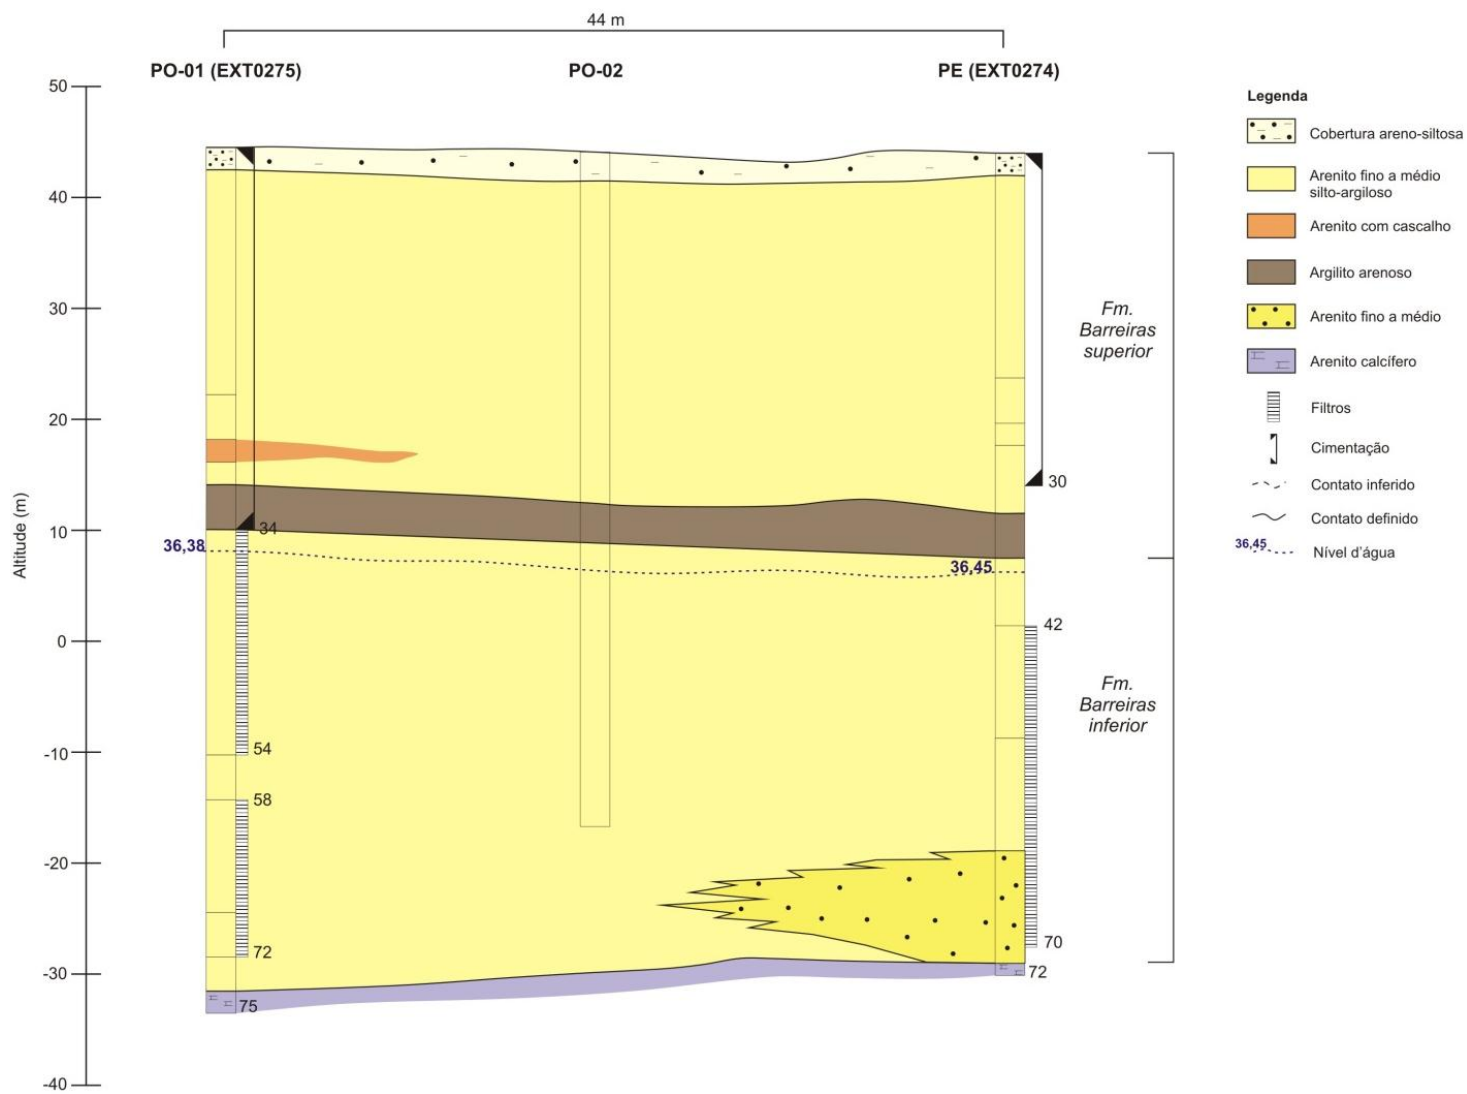 44 m
PO-01 (EXT0275)
PO-02
PE (EXT0274)
50
40
30
20
10
0
-10
-20
-30
-40
Altitude (m)
36,38
34
54
58
72
75
30
36,45
42
70
72
Fm.
Barreiras
superior
Fm.
Barreiras
inferior
Legenda
Cobertura areno-siltosa
Arenito fino a médio
silto-argiloso
Arenito com cascalho
Argilito arenoso
Arenito fino a médio
Arenito calcífero
Filtros
Cimentação
Contato inferido
Contato definido
36,45
Nível d'água